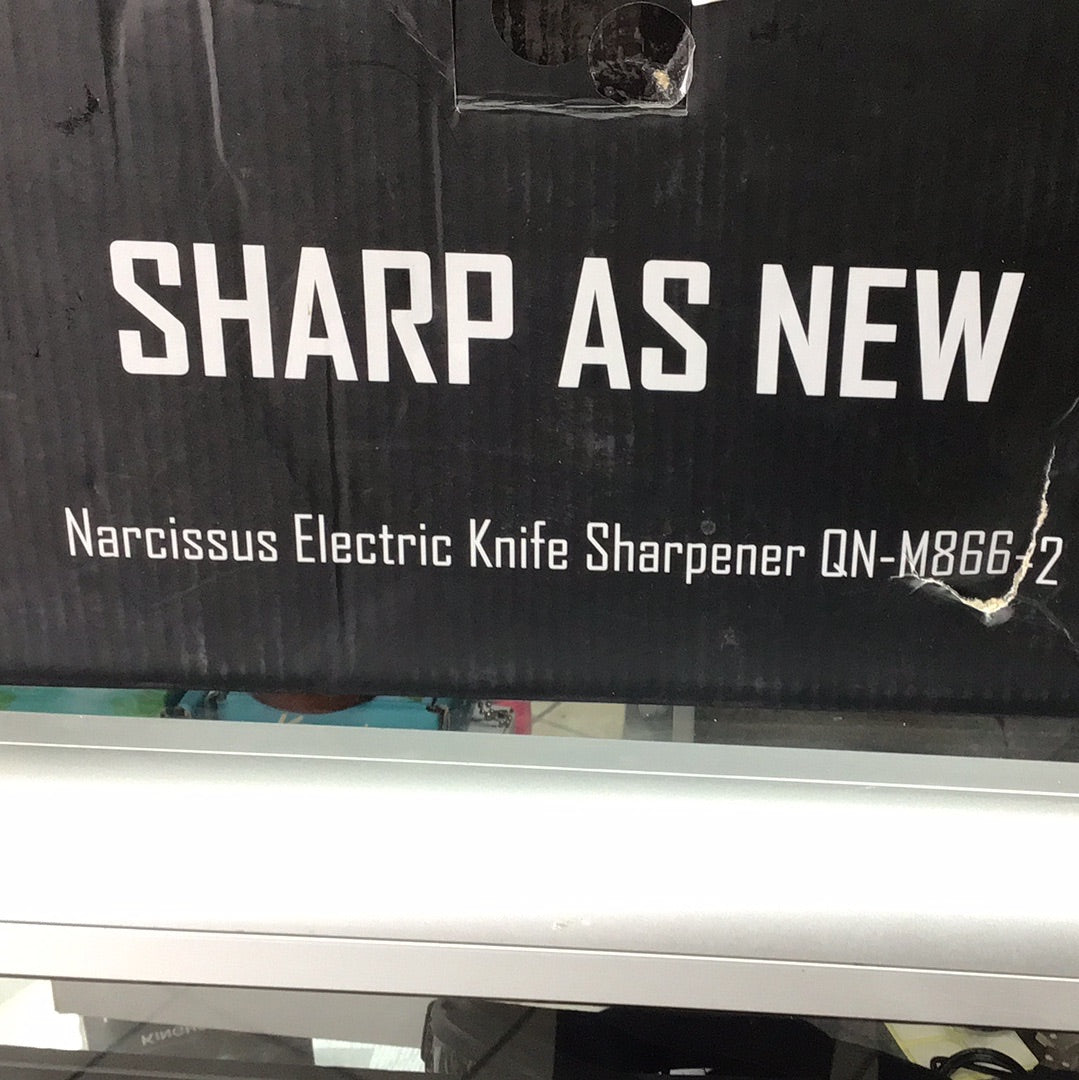 SHARP AS NEW
Narcissus Electric Knife Sharpener QN-M866-2